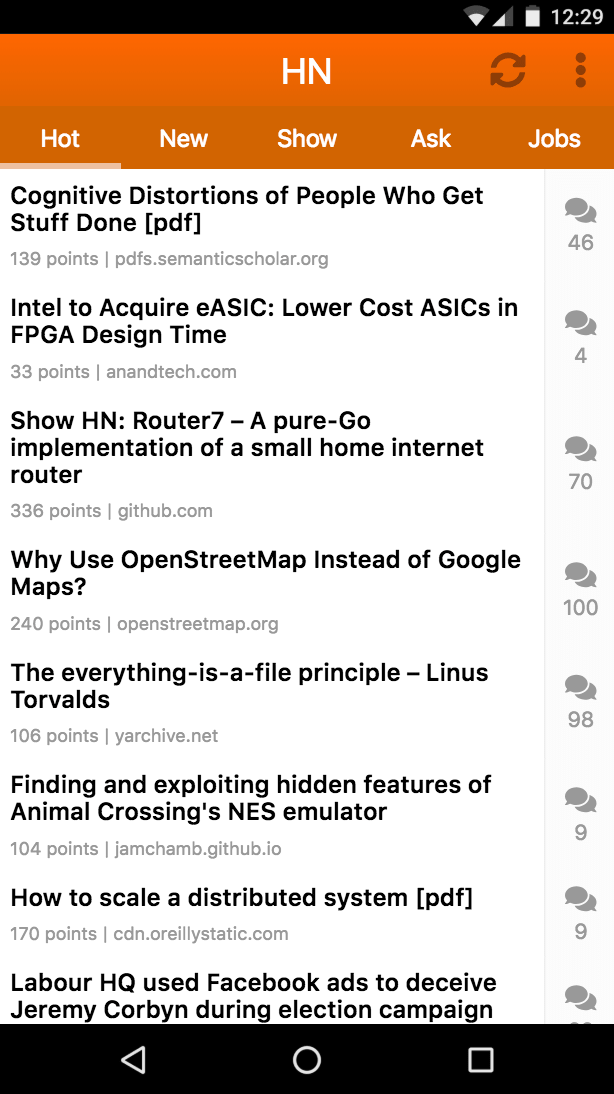 12:29
HN
Hot New Show Ask Jobs
Cognitive Distortions of People Who Get
Stuff Done [pdf]
139 points | pdfs.semanticscholar.org
46
Intel to Acquire eASIC: Lower Cost ASICs in
FPGA Design Time
33 points | anandtech.com
4
Show HN: Router7 – A pure-Go
implementation of a small home internet
router
336 points | github.com
70
Why Use OpenStreetMap Instead of Google
Maps?
240 points | openstreetmap.org
100
The everything-is-a-file principle – Linus
Torvalds
106 points | yarchive.net
98
Finding and exploiting hidden features of
Animal Crossing's NES emulator
104 points | jamchamb.github.io
9
How to scale a distributed system [pdf]
170 points | cdn.oreillystatic.com
9
Labour HQ used Facebook ads to deceive
Jeremy Corbyn during election campaign